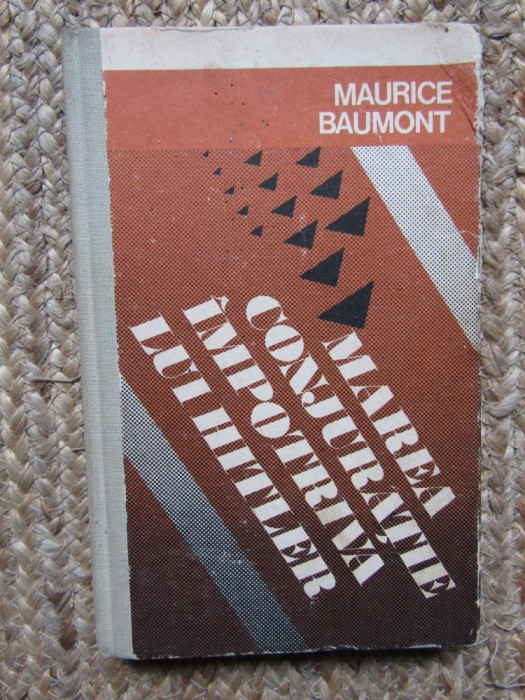 MAURICE
BAUMONT
MAREA
CONJURAȚIE
ÎMPOTRIVA
LUI HITLER